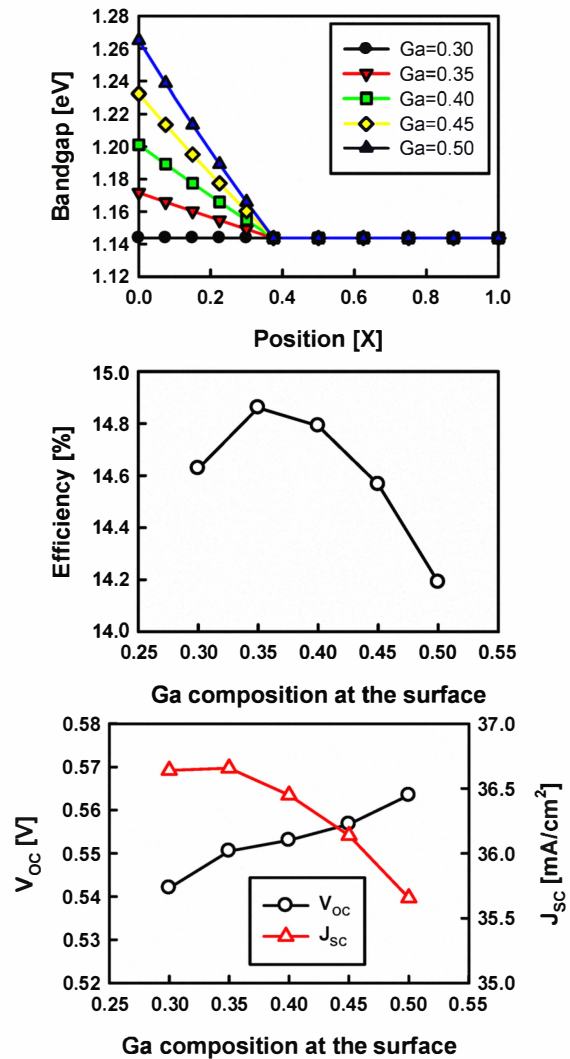 1.28
1.26
1.24
1.22
1.20
1.18
1.16
1.14
1.12
Bandgap [eV]
Ga=0.30
Ga=0.35
Ga=0.40
Ga=0.45
Ga=0.50
0.0 0.2 0.4 0.6 0.8 1.0
Position [X]
15.0
14.8
14.6
14.4
14.2
14.0
Efficiency [%]
0.25 0.30 0.35 0.40 0.45 0.50 0.55
Ga composition at the surface
0.58
0.57
0.56
0.55
0.54
0.53
0.52
V_OC [V]
V_OC
J_SC
37.0
36.5
36.0
35.5
35.0
J_SC [mA/cm²]
0.25 0.30 0.35 0.40 0.45 0.50 0.55
Ga composition at the surface